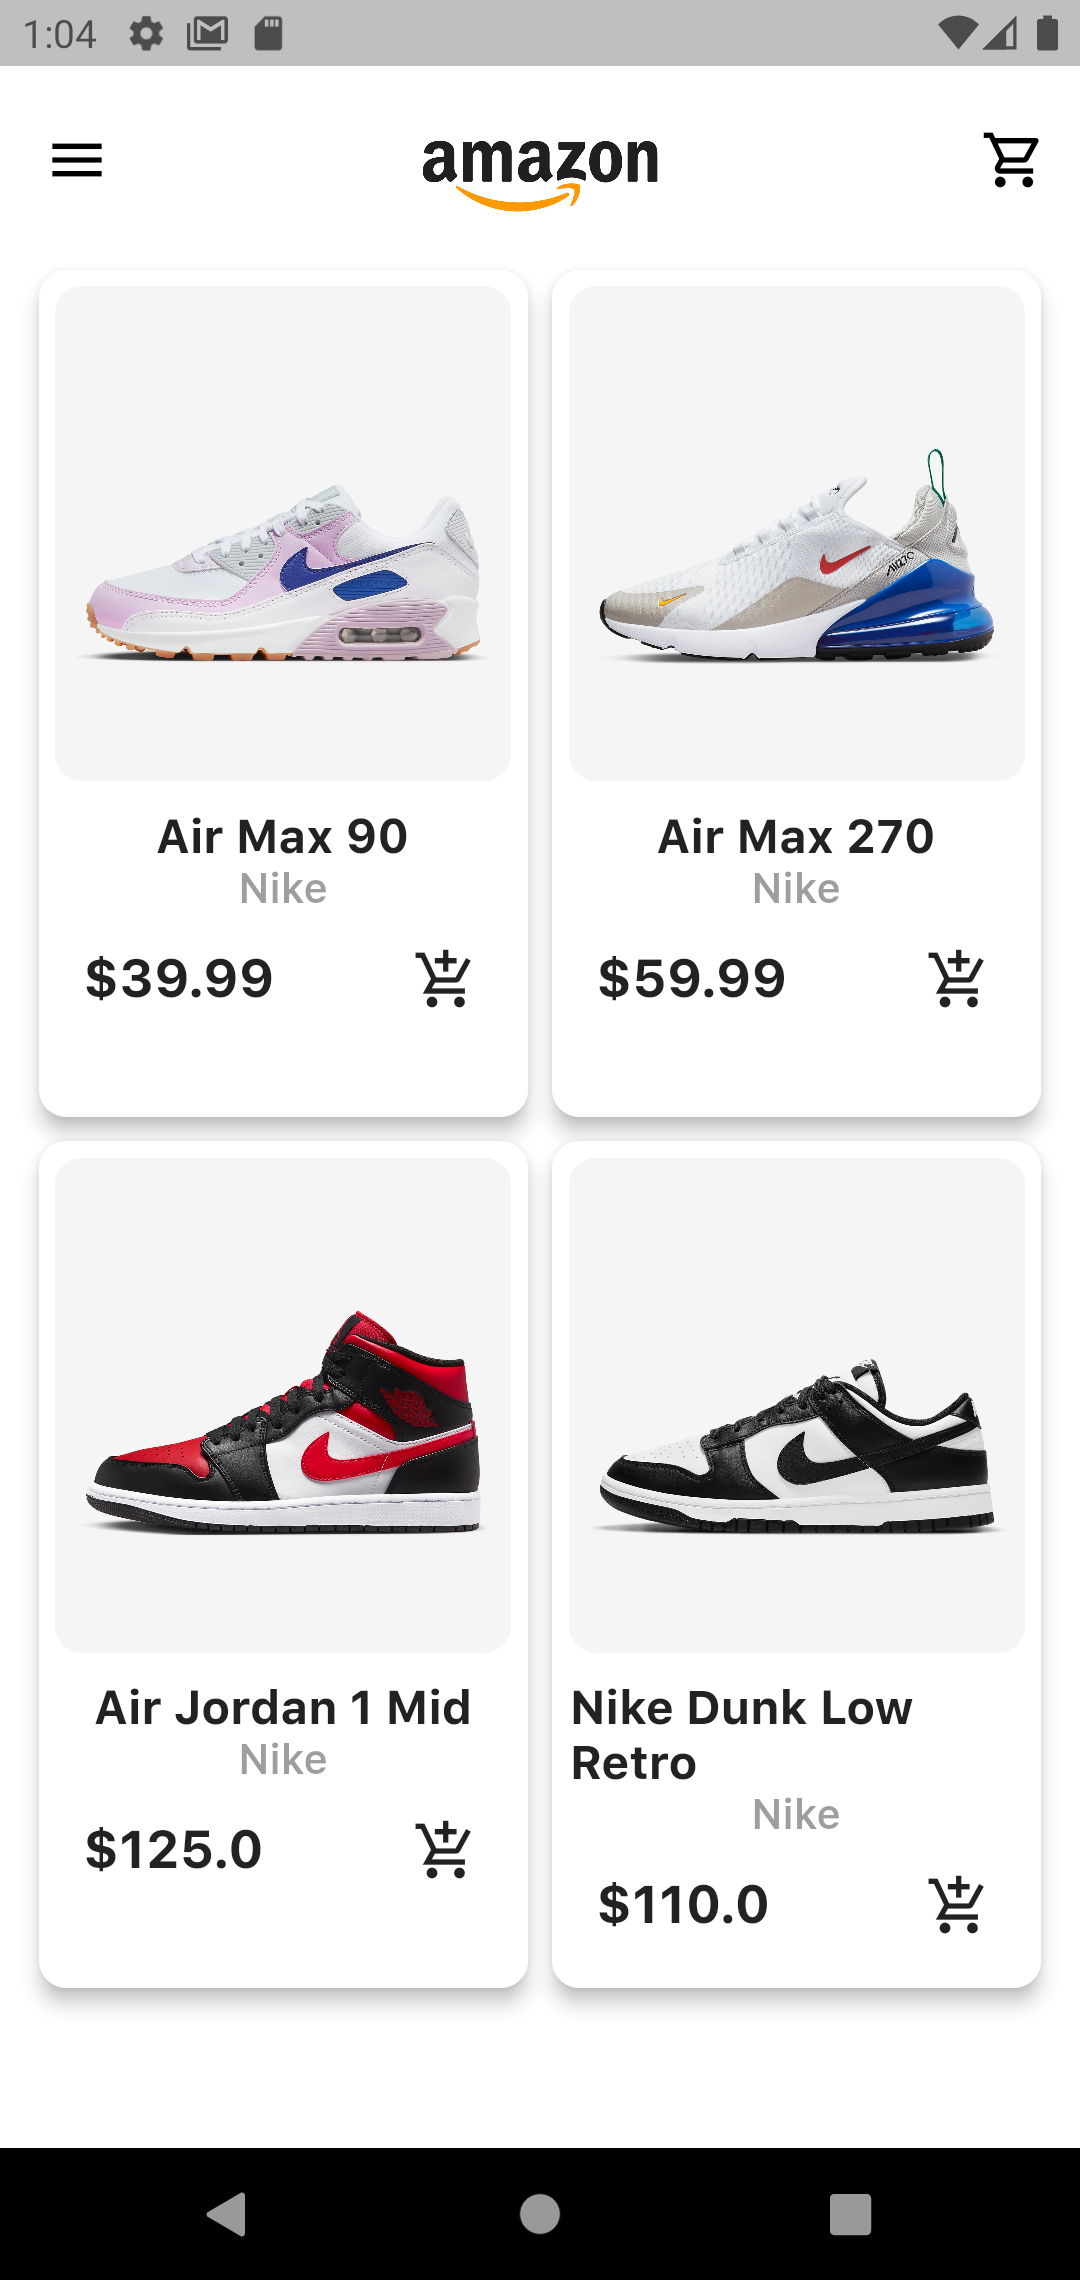 1:04
amazon
Air Max 90
Nike
$39.99
Air Max 270
Nike
$59.99
Air Jordan 1 Mid
Nike
$125.0
Nike Dunk Low
Retro
Nike
$110.0